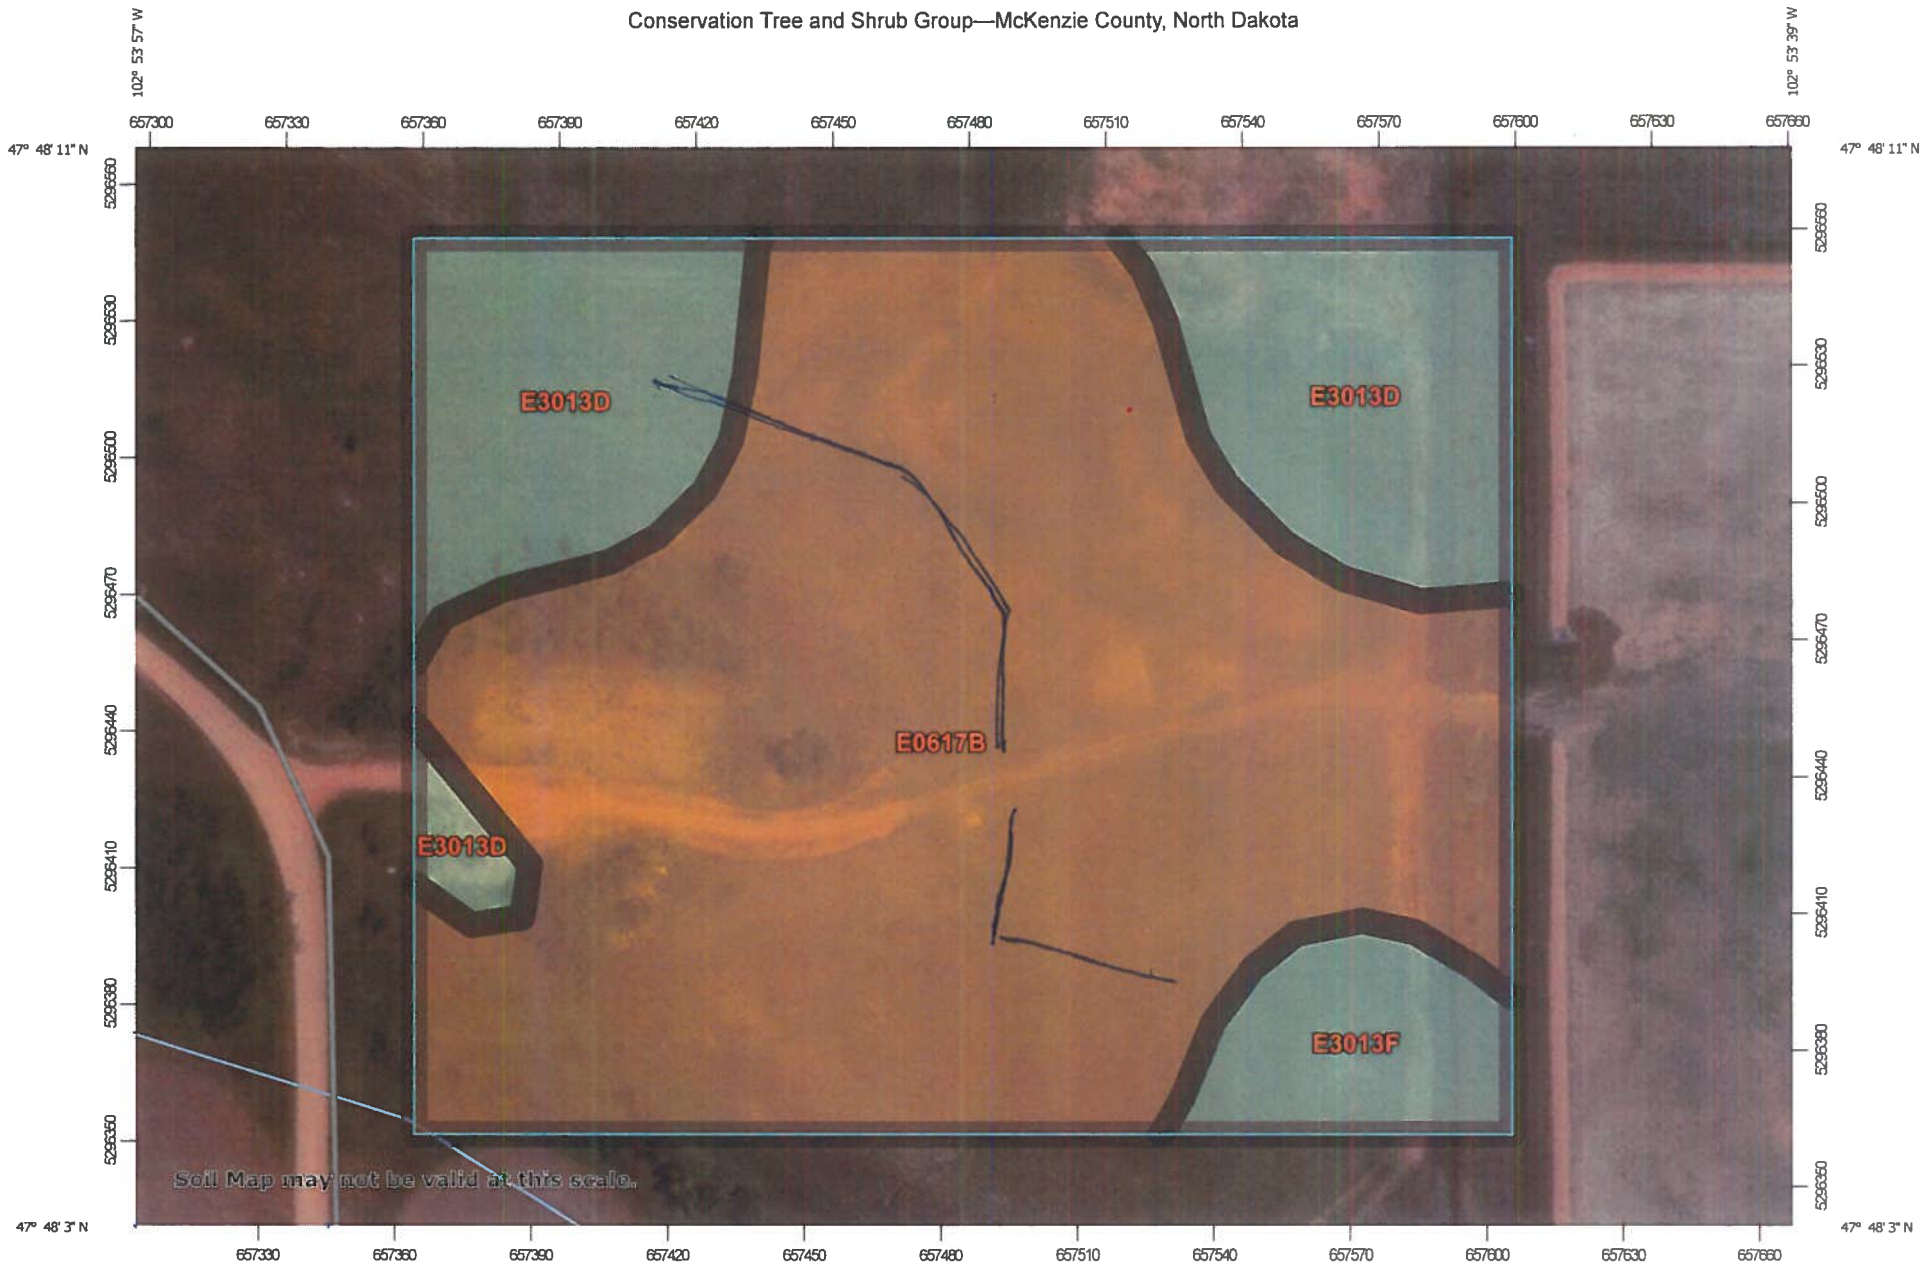 Conservation Tree and Shrub Group—McKenzie County, North Dakota
102° 53' 57" W
102° 53' 39" W
657300 657330 657360 657390 657420 657450 657480 657510 657540 657570 657600 657630 657660
47° 48' 11" N
47° 48' 11" N
5296560
5296530
5296500
5296470
5296440
5296410
5296380
5296350
5296560
5296530
5296500
5296470
5296440
5296410
5296380
5296350
E3013D
E3013D
E0617B
E3013D
E3013F
Soil Map may not be valid at this scale.
47° 48' 3" N
47° 48' 3" N
657330 657360 657390 657420 657450 657480 657510 657540 657570 657600 657630 657660